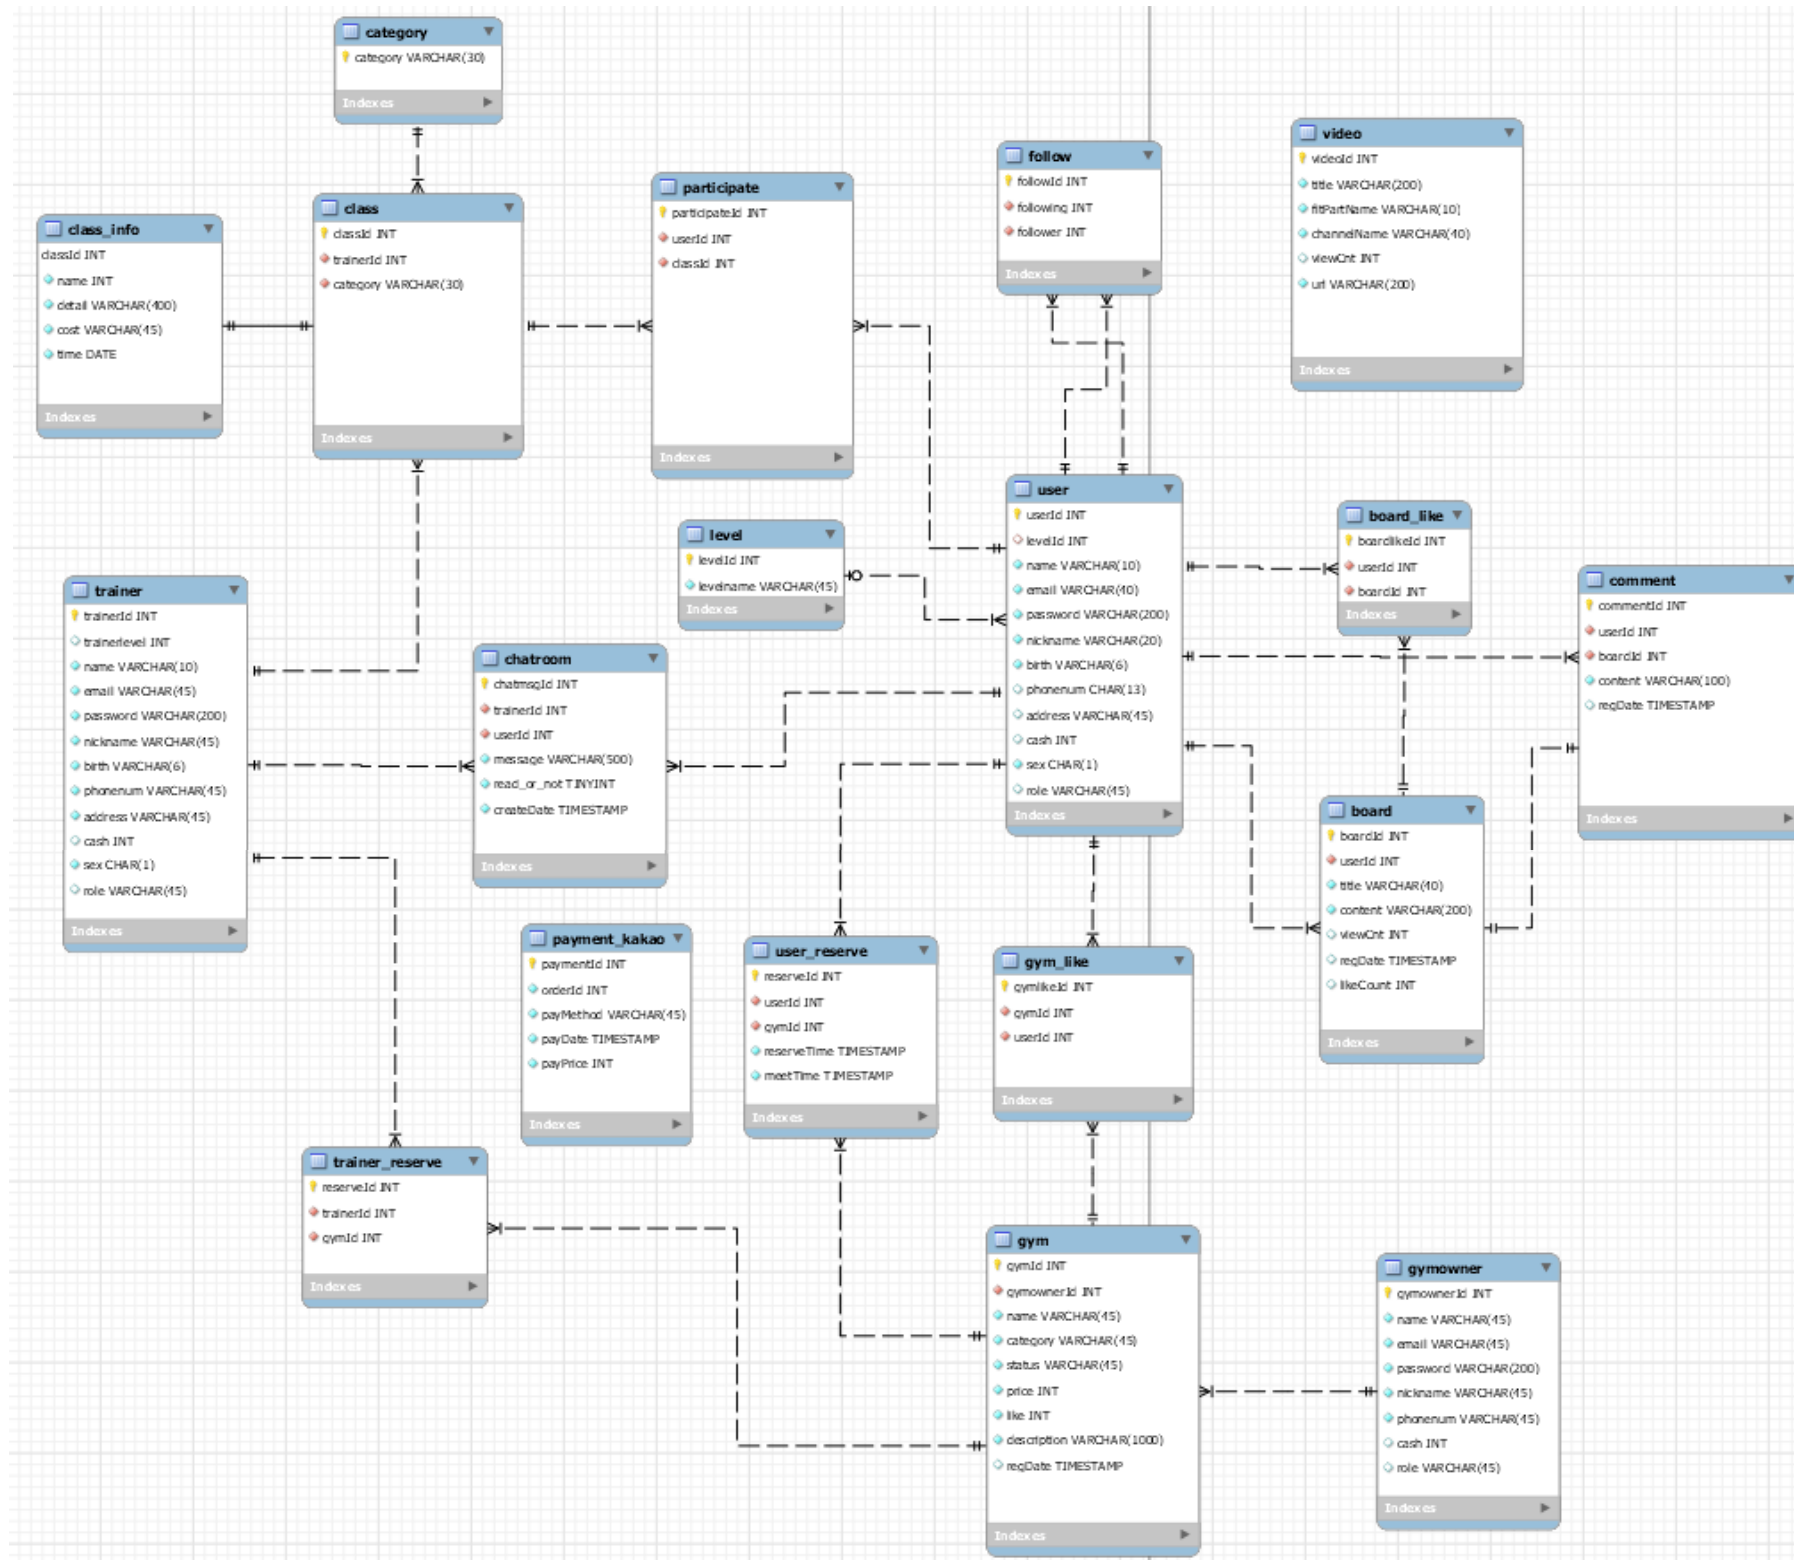 category
category VARCHAR(30)
Indexes
class_info
classId INT
name INT
detail VARCHAR(400)
cost VARCHAR(45)
time DATE
Indexes
class
classId INT
trainerId INT
category VARCHAR(30)
Indexes
participate
participateId INT
userId INT
classId INT
Indexes
follow
followId INT
following INT
follower INT
Indexes
video
videoId INT
title VARCHAR(200)
fitPartName VARCHAR(10)
channelName VARCHAR(40)
viewCnt INT
url VARCHAR(200)
Indexes
level
levelId INT
levelname VARCHAR(45)
Indexes
user
userId INT
levelId INT
name VARCHAR(10)
email VARCHAR(40)
password VARCHAR(200)
nickname VARCHAR(20)
birth VARCHAR(6)
phonenum CHAR(13)
address VARCHAR(45)
cash INT
sex CHAR(1)
role VARCHAR(45)
Indexes
board_like
boardlikeId INT
userId INT
boardId INT
Indexes
comment
commentId INT
userId INT
boardId INT
content VARCHAR(100)
regDate TIMESTAMP
Indexes
trainer
trainerId INT
trainerlevel INT
name VARCHAR(10)
email VARCHAR(45)
password VARCHAR(200)
nickname VARCHAR(45)
birth VARCHAR(6)
phonenum VARCHAR(45)
address VARCHAR(45)
cash INT
sex CHAR(1)
role VARCHAR(45)
Indexes
chatroom
chatmsgId INT
trainerId INT
userId INT
message VARCHAR(500)
read_or_not TINYINT
createDate TIMESTAMP
Indexes
board
boardId INT
userId INT
title VARCHAR(40)
content VARCHAR(200)
viewCnt INT
regDate TIMESTAMP
likeCount INT
Indexes
payment_kakao
paymentId INT
orderId INT
payMethod VARCHAR(45)
payDate TIMESTAMP
payPrice INT
Indexes
user_reserve
reserveId INT
userId INT
gymId INT
reserveTime TIMESTAMP
meetTime TIMESTAMP
Indexes
gym_like
gymlikeId INT
gymId INT
userId INT
Indexes
trainer_reserve
reserveId INT
trainerId INT
gymId INT
Indexes
gym
gymId INT
gymownerId INT
name VARCHAR(45)
category VARCHAR(45)
status VARCHAR(45)
price INT
like INT
description VARCHAR(1000)
regDate TIMESTAMP
Indexes
gymowner
gymownerId INT
name VARCHAR(45)
email VARCHAR(45)
password VARCHAR(200)
nickname VARCHAR(45)
phonenum VARCHAR(45)
cash INT
role VARCHAR(45)
Indexes